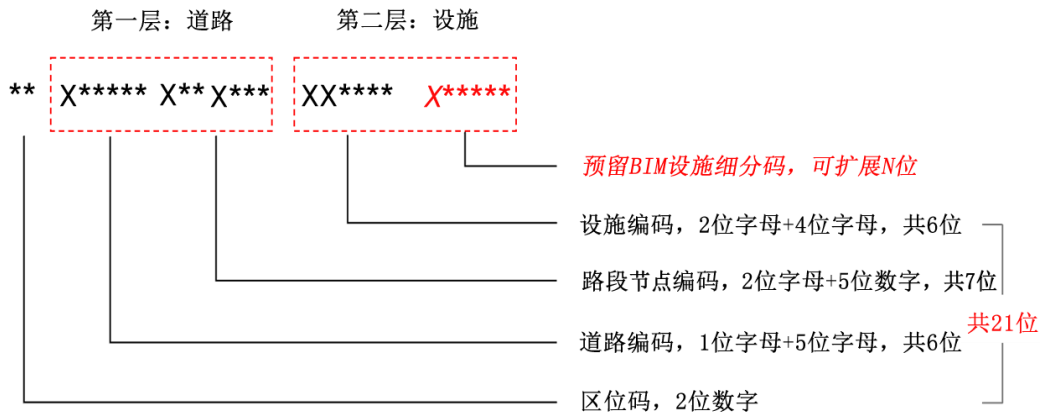 第一层：道路 第二层：设施
** X***** X** X*** XX**** X*****
预留BIM设施细分码，可扩展N位
设施编码，2位字母+4位字母，共6位
路段节点编码，2位字母+5位数字，共7位
共21位
道路编码，1位字母+5位字母，共6位
区位码，2位数字